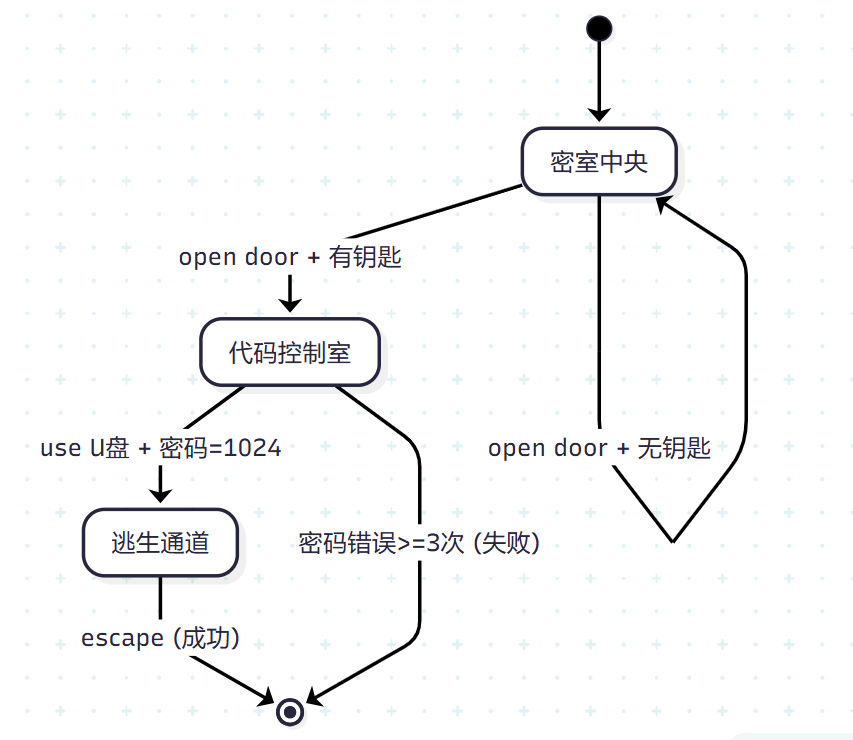 密室中央
open door + 有钥匙
代码控制室
use U盘 + 密码=1024
open door + 无钥匙
逃生通道
密码错误>=3次 (失败)
escape (成功)